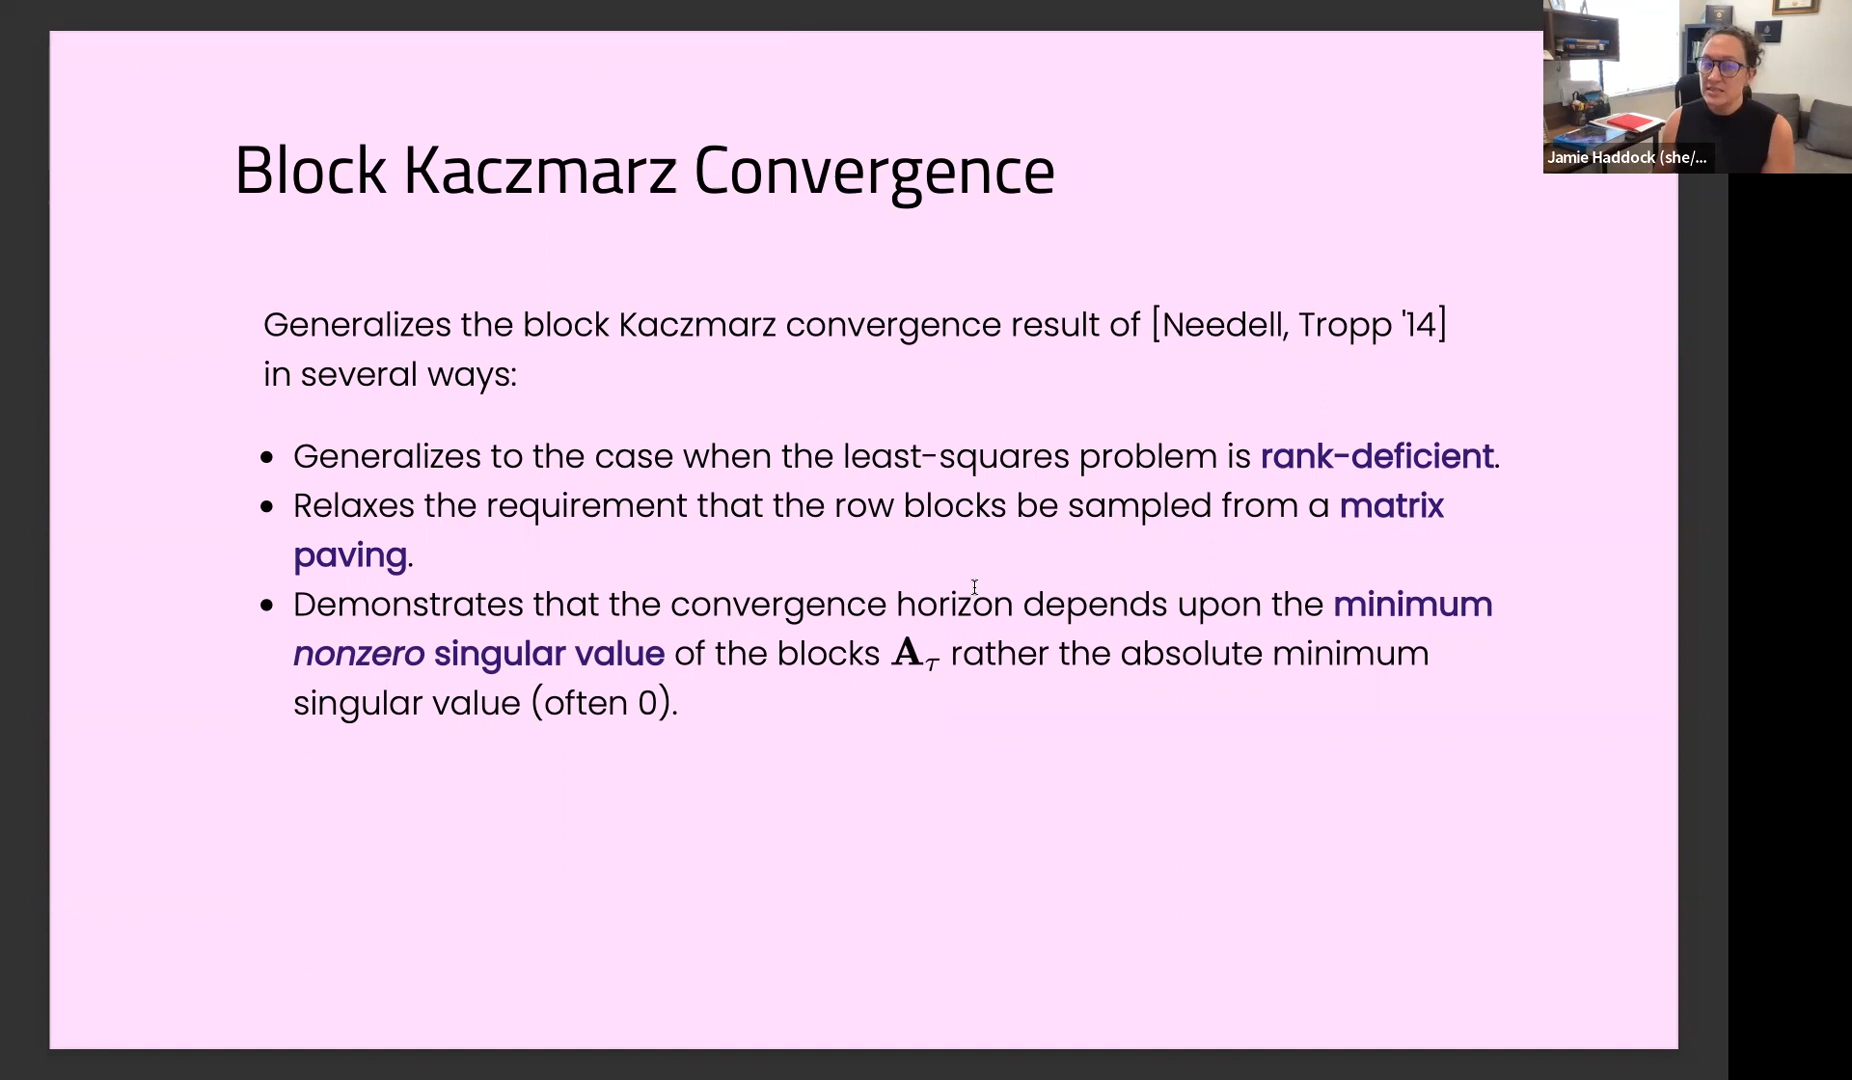 Jamie Haddock (she/...
Block Kaczmarz Convergence
Generalizes the block Kaczmarz convergence result of [Needell, Tropp '14]
in several ways:
• Generalizes to the case when the least-squares problem is rank-deficient.
• Relaxes the requirement that the row blocks be sampled from a matrix
paving.
• Demonstrates that the convergence horizon depends upon the minimum
nonzero singular value of the blocks A_τ rather the absolute minimum
singular value (often 0).